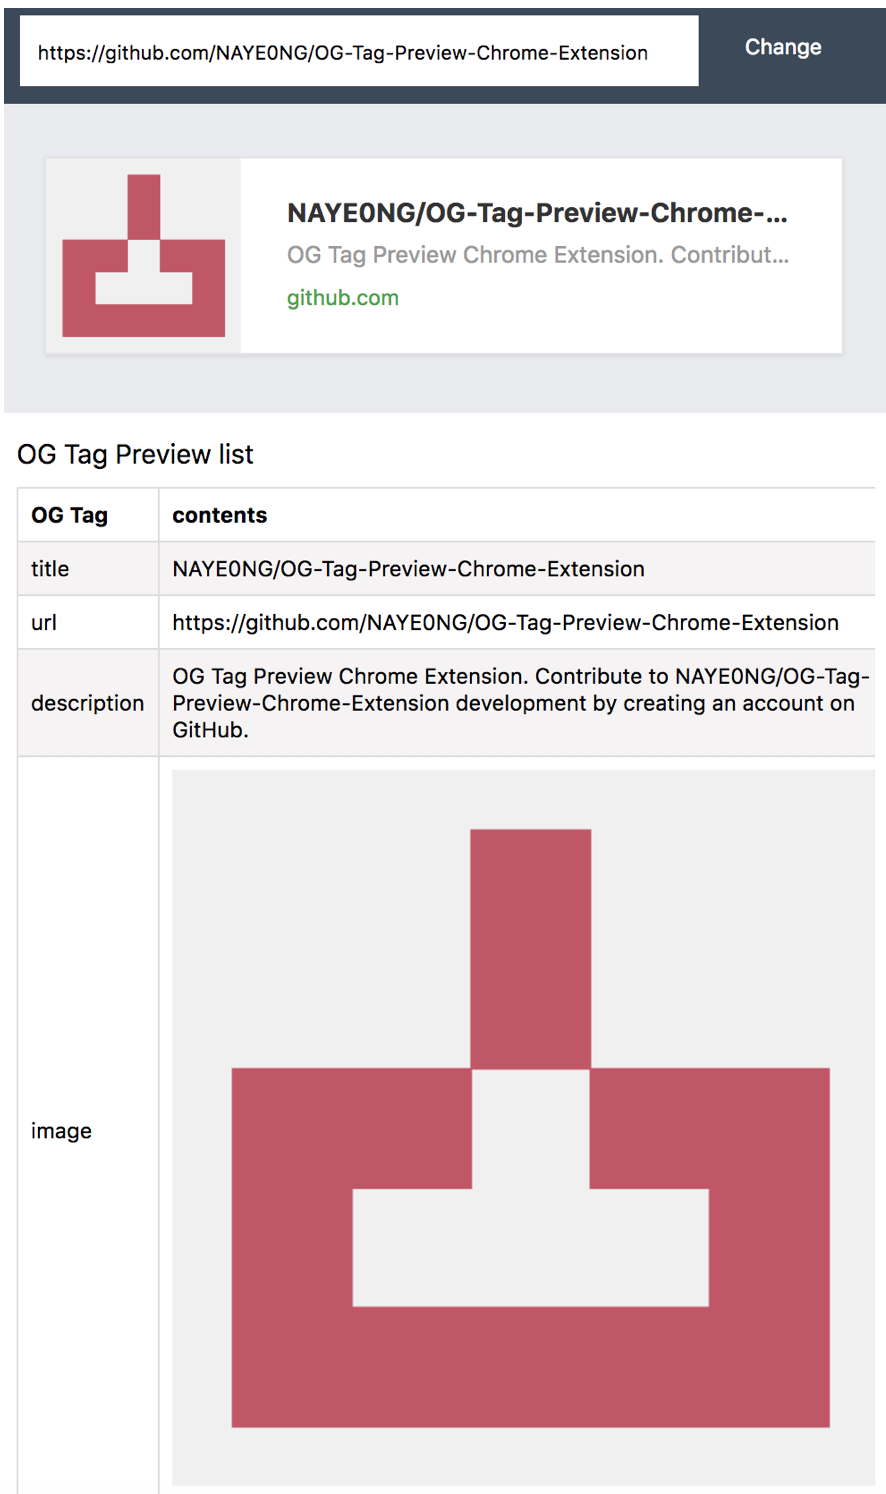 https://github.com/NAYE0NG/OG-Tag-Preview-Chrome-Extension
Change
NAYE0NG/OG-Tag-Preview-Chrome-...
OG Tag Preview Chrome Extension. Contribut...
github.com
OG Tag Preview list
OG Tag contents
title NAYE0NG/OG-Tag-Preview-Chrome-Extension
url https://github.com/NAYE0NG/OG-Tag-Preview-Chrome-Extension
description OG Tag Preview Chrome Extension. Contribute to NAYE0NG/OG-Tag-
Preview-Chrome-Extension development by creating an account on
GitHub.
image